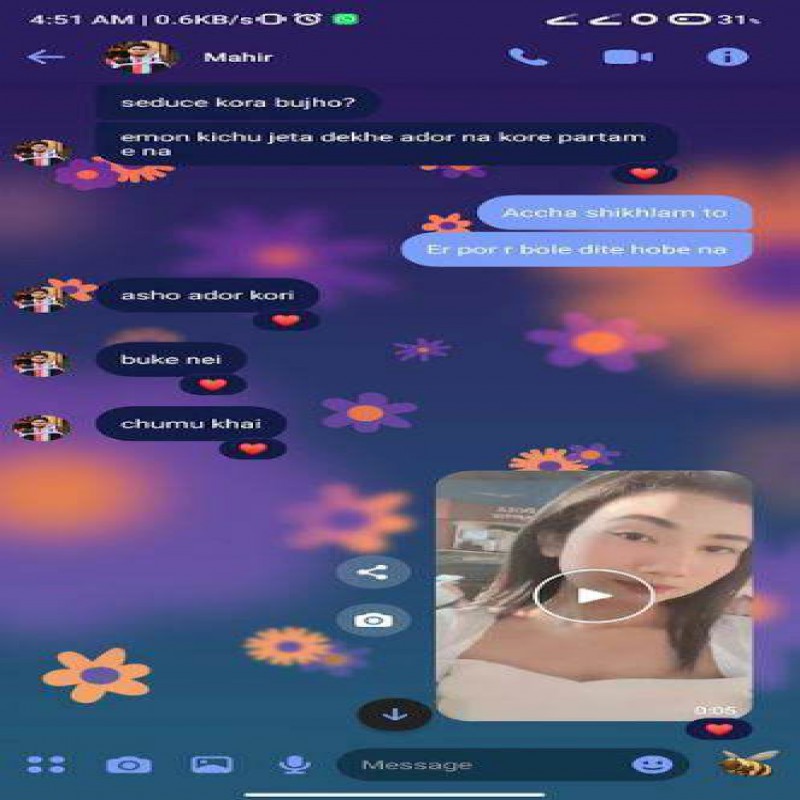 4:51 AM | 0.6KB/s
31%
Mahir
seduce kora bujho?
emon kichu jeta dekhe ador na kore partam
e na
Accha shikhlam to
Er por r bole dite hobe na
asho ador kori
buke nei
chumu khai
0:05
Message